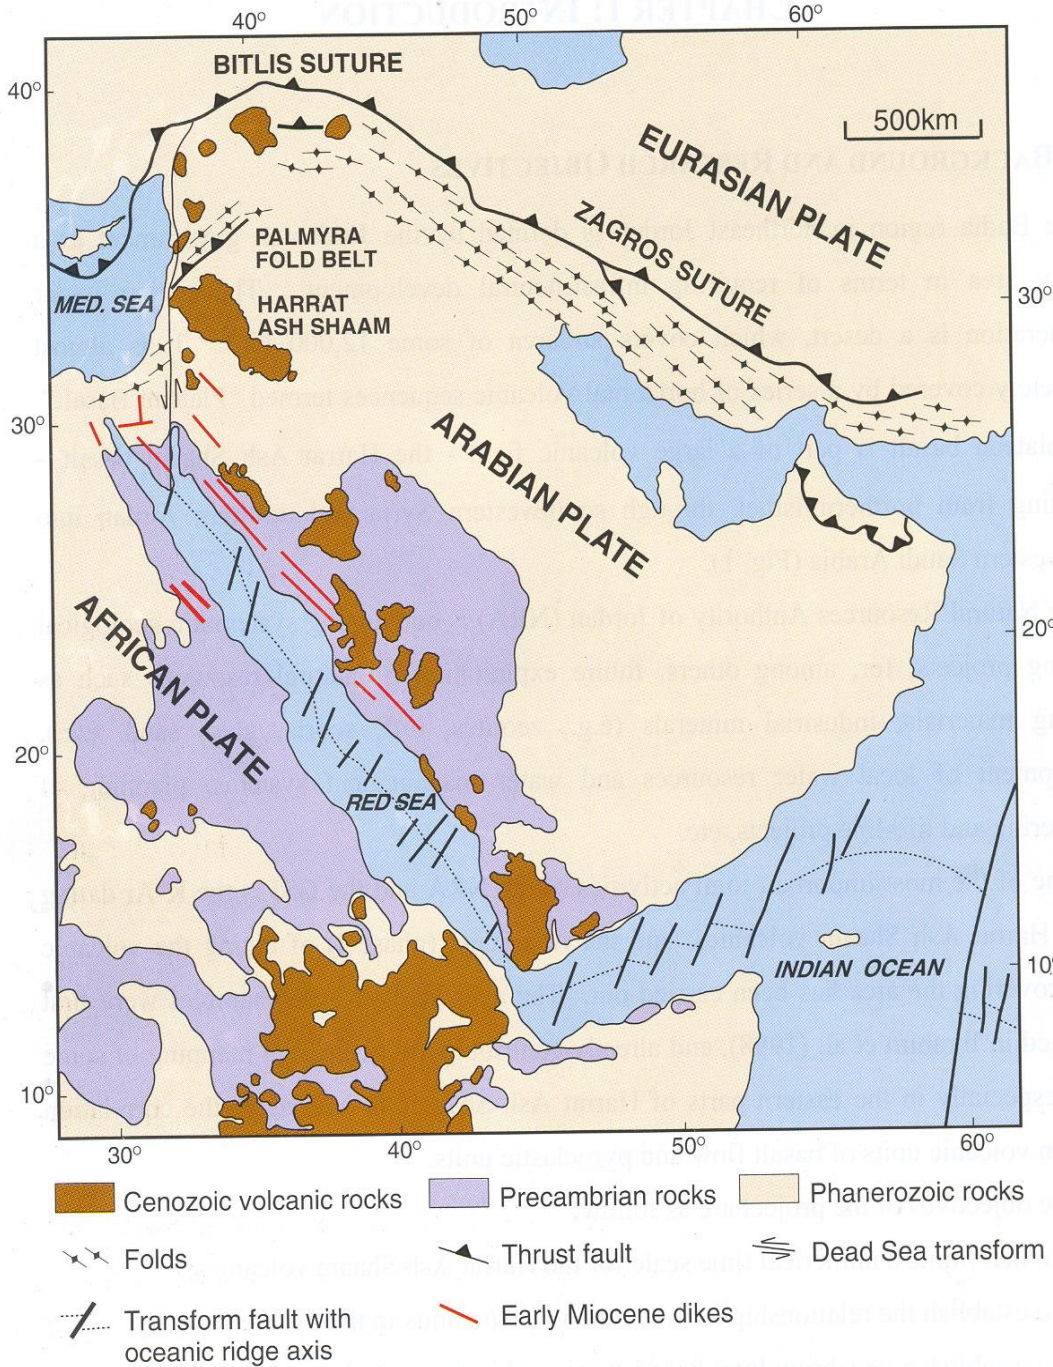 40°
50°
60°
BITLIS SUTURE
40°
500km
EURASIAN PLATE
ZAGROS SUTURE
PALMYRA
FOLD BELT
MED. SEA
HARRAT
ASH SHAAM
30°
30°
ARABIAN PLATE
AFRICAN PLATE
20°
20°
RED SEA
INDIAN OCEAN
10°
10°
30°
40°
50°
60°
Cenozoic volcanic rocks
Precambrian rocks
Phanerozoic rocks
Folds
Thrust fault
Dead Sea transform
Transform fault with
oceanic ridge axis
Early Miocene dikes